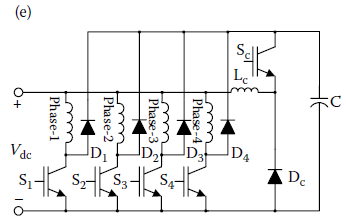 (e)
S_c
L_c
Phase-1
Phase-2
Phase-3
Phase-4
+
C
V_dc
D_1
D_2
D_3
D_4
S_1
S_2
S_3
S_4
D_c
−